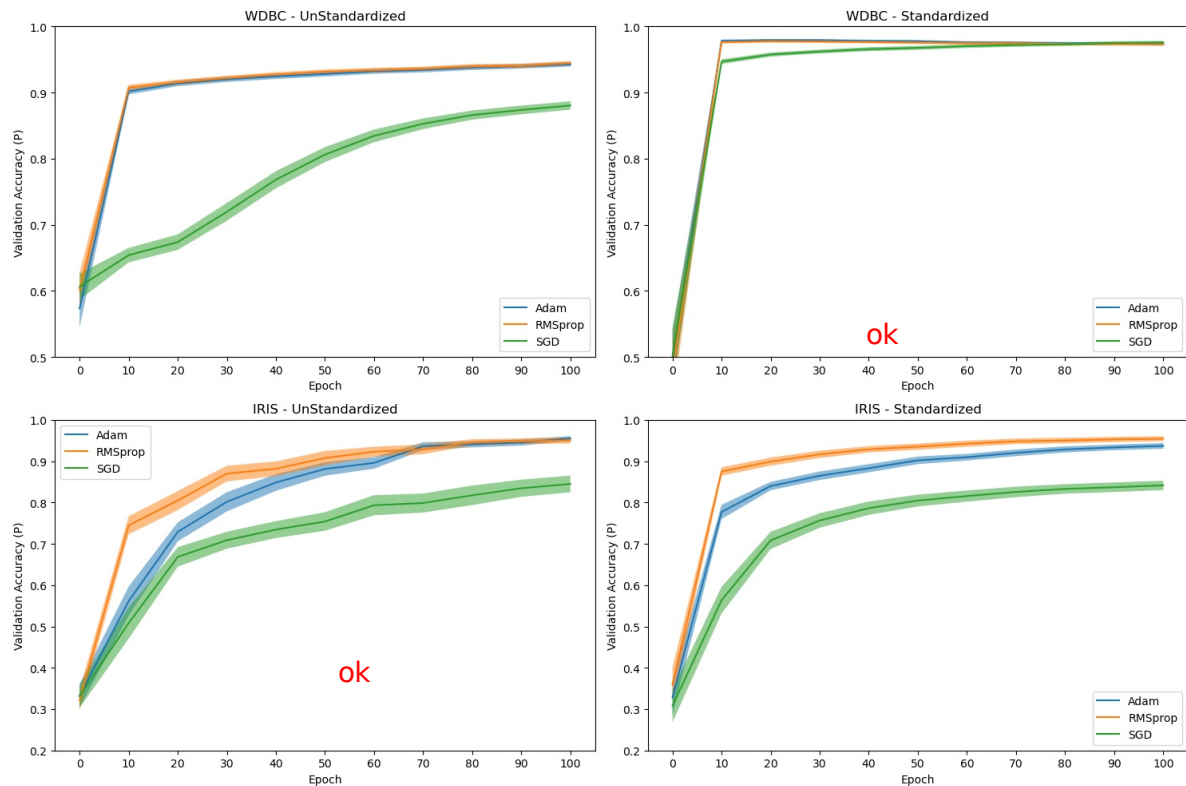 WDBC - UnStandardized
1.0
0.9
0.8
0.7
0.6
0.5
Validation Accuracy (P)
0 10 20 30 40 50 60 70 80 90 100
Epoch
Adam
RMSprop
SGD
WDBC - Standardized
1.0
0.9
0.8
0.7
0.6
0.5
Validation Accuracy (P)
0 10 20 30 40 50 60 70 80 90 100
Epoch
ok
Adam
RMSprop
SGD
IRIS - UnStandardized
1.0
0.9
0.8
0.7
0.6
0.5
0.4
0.3
0.2
Validation Accuracy (P)
0 10 20 30 40 50 60 70 80 90 100
Epoch
Adam
RMSprop
SGD
ok
IRIS - Standardized
1.0
0.9
0.8
0.7
0.6
0.5
0.4
0.3
0.2
Validation Accuracy (P)
0 10 20 30 40 50 60 70 80 90 100
Epoch
Adam
RMSprop
SGD